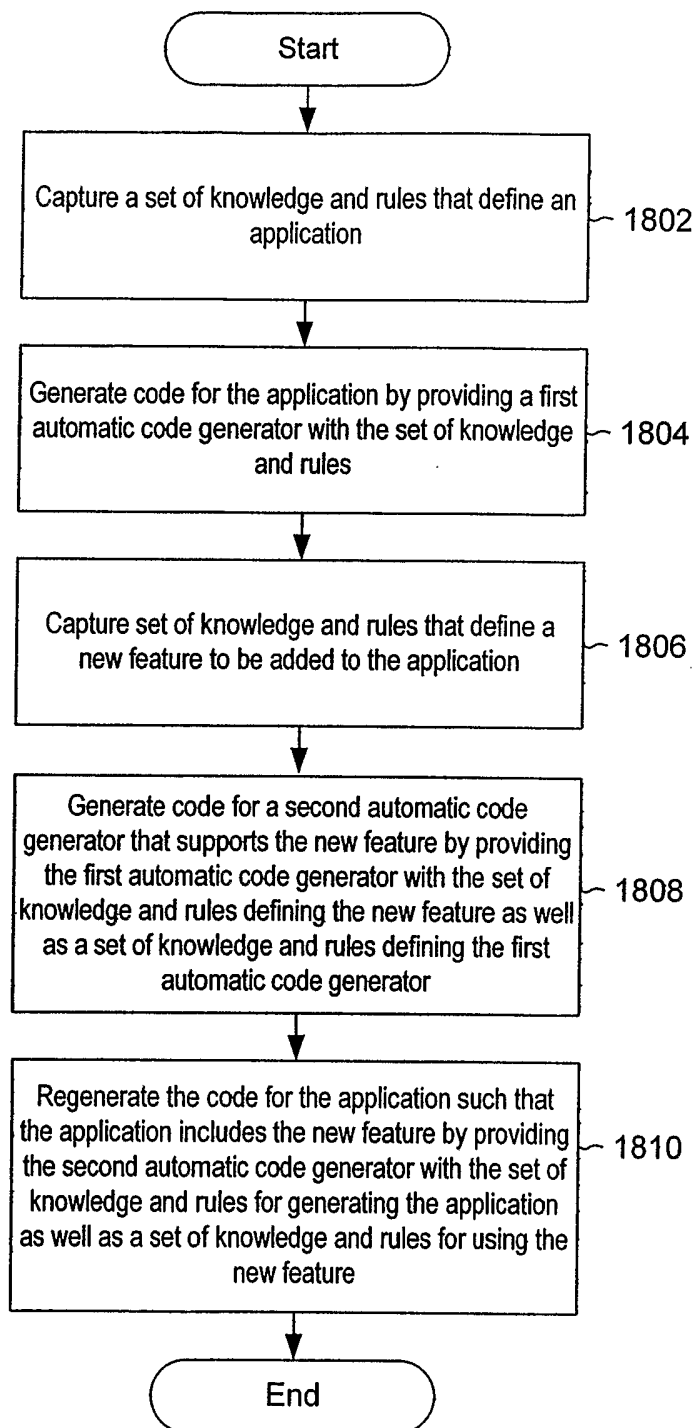 Start
Capture a set of knowledge and rules that define an
application
1802
Generate code for the application by providing a first
automatic code generator with the set of knowledge
and rules
1804
Capture set of knowledge and rules that define a
new feature to be added to the application
1806
Generate code for a second automatic code
generator that supports the new feature by providing
the first automatic code generator with the set of
knowledge and rules defining the new feature as well
as a set of knowledge and rules defining the first
automatic code generator
1808
Regenerate the code for the application such that
the application includes the new feature by providing
the second automatic code generator with the set of
knowledge and rules for generating the application
as well as a set of knowledge and rules for using the
new feature
1810
End